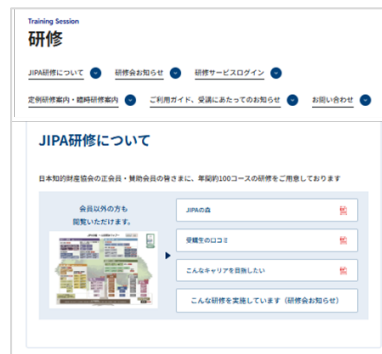 Training Session
研修
JIPA研修について
研修会お知らせ
研修サービスログイン
定例研修案内・臨時研修案内
ご利用ガイド、受講にあたってのお知らせ
お問い合わせ
JIPA研修について
日本知的財産協会の正会員・賛助会員の皆さまに、年間約100コースの研修をご用意しております
会員以外の方も
閲覧いただけます。
JIPAの森
受講生の口コミ
こんなキャリアを目指したい
こんな研修を実施しています(研修会お知らせ)